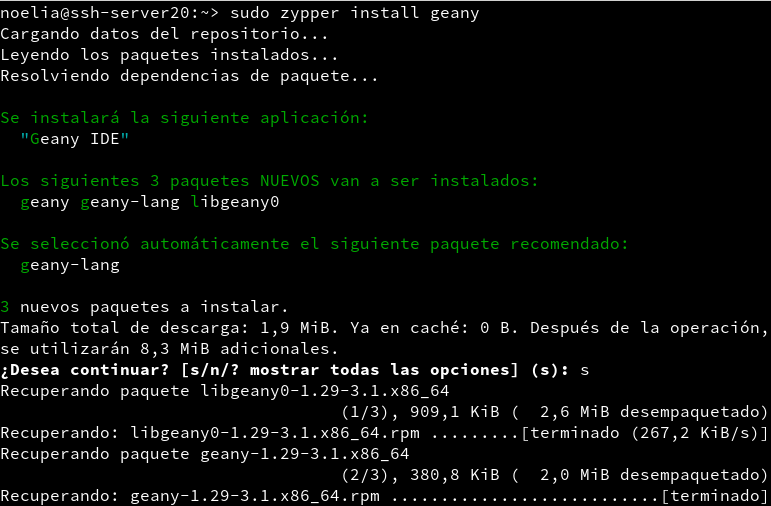 noelia@ssh-server20:~> sudo zypper install geany
Cargando datos del repositorio...
Leyendo los paquetes instalados...
Resolviendo dependencias de paquete...
Se instalará la siguiente aplicación:
"Geany IDE"
Los siguientes 3 paquetes NUEVOS van a ser instalados:
geany geany-lang libgeany0
Se seleccionó automáticamente el siguiente paquete recomendado:
geany-lang
3 nuevos paquetes a instalar.
Tamaño total de descarga: 1,9 MiB. Ya en caché: 0 B. Después de la operación,
se utilizarán 8,3 MiB adicionales.
¿Desea continuar? [s/n/? mostrar todas las opciones] (s): s
Recuperando paquete libgeany0-1.29-3.1.x86_64
(1/3), 909,1 KiB (  2,6 MiB desempaquetado)
Recuperando: libgeany0-1.29-3.1.x86_64.rpm .........[terminado (267,2 KiB/s)]
Recuperando paquete geany-1.29-3.1.x86_64
(2/3), 380,8 KiB (  2,0 MiB desempaquetado)
Recuperando: geany-1.29-3.1.x86_64.rpm ...........................[terminado]